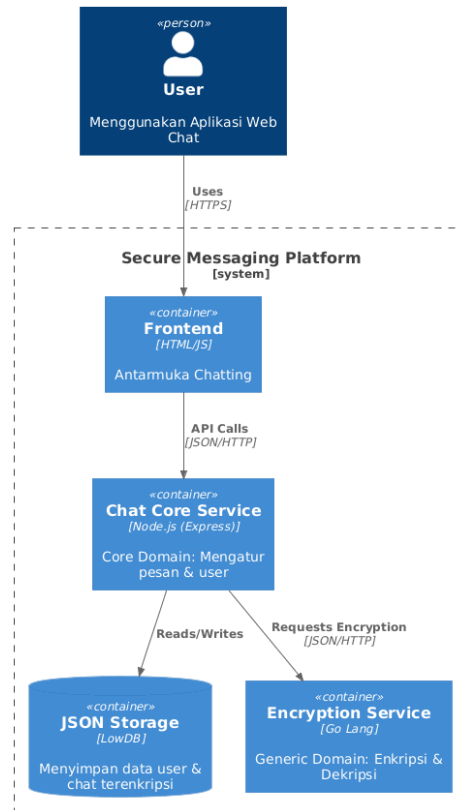 «person»
User
Menggunakan Aplikasi Web
Chat
Uses
[HTTPS]
Secure Messaging Platform
[system]
«container»
Frontend
[HTML/JS]
Antarmuka Chatting
API Calls
[JSON/HTTP]
«container»
Chat Core Service
[Node.js (Express)]
Core Domain: Mengatur
pesan & user
Reads/Writes
Requests Encryption
[JSON/HTTP]
«container»
JSON Storage
[LowDB]
Menyimpan data user &
chat terenkripsi
«container»
Encryption Service
[Go Lang]
Generic Domain: Enkripsi &
Dekripsi